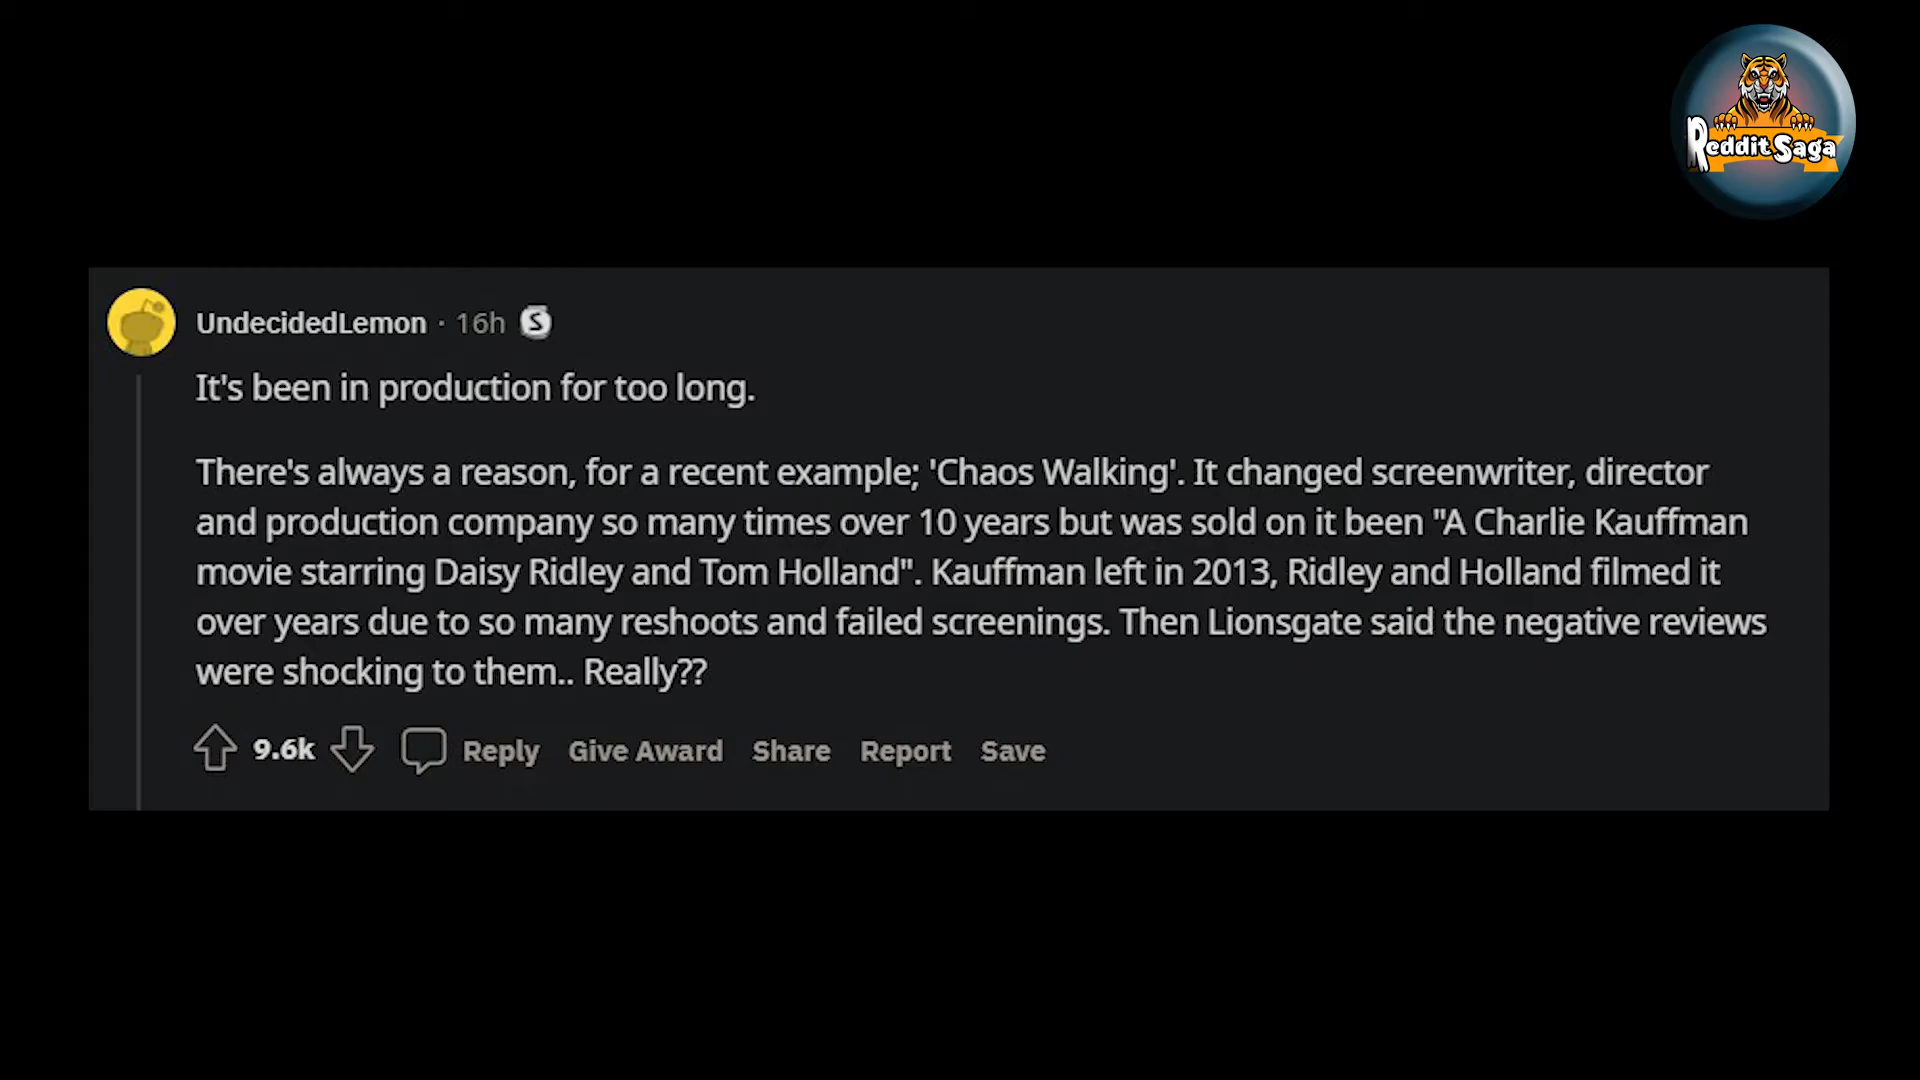 Reddit Saga
UndecidedLemon · 16h S
It's been in production for too long.
There's always a reason, for a recent example; 'Chaos Walking'. It changed screenwriter, director
and production company so many times over 10 years but was sold on it been "A Charlie Kauffman
movie starring Daisy Ridley and Tom Holland". Kauffman left in 2013, Ridley and Holland filmed it
over years due to so many reshoots and failed screenings. Then Lionsgate said the negative reviews
were shocking to them.. Really??
9.6k Reply Give Award Share Report Save